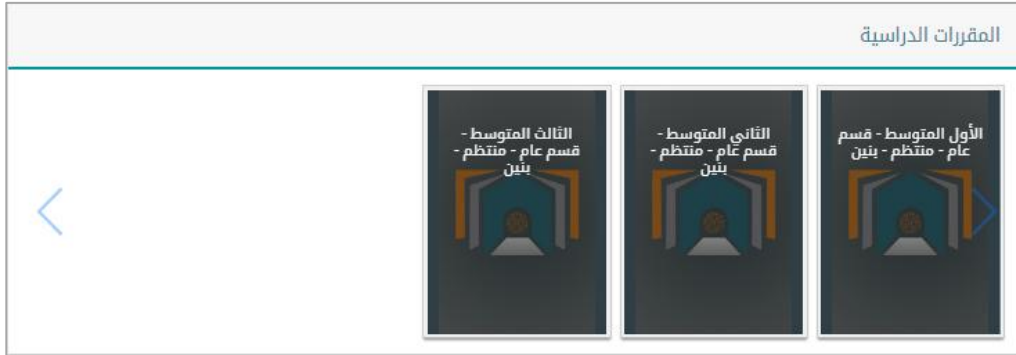 المقررات الدراسية
الأول المتوسط - قسم
عام - منتظم - بنين
الثاني المتوسط -
قسم عام - منتظم -
بنين
الثالث المتوسط -
قسم عام - منتظم -
بنين